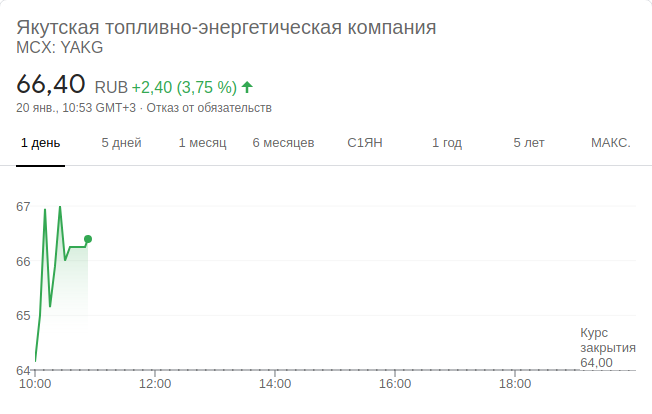 Якутская топливно-энергетическая компания
MCX: YAKG
66,40 RUB +2,40 (3,75 %)
20 янв., 10:53 GMT+3 · Отказ от обязательств
1 день 5 дней 1 месяц 6 месяцев С1ЯН 1 год 5 лет МАКС.
67
66
65
Курс
закрытия
64,00
64
10:00 12:00 14:00 16:00 18:00